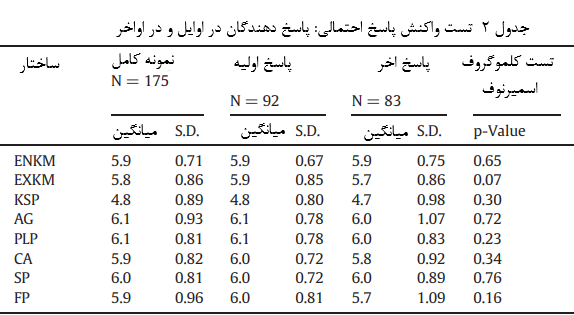 جدول ۲ تست واکنش پاسخ احتمالی: پاسخ دهندگان در اوایل و در اواخر
ساختار نمونه کامل پاسخ اولیه پاسخ اخر تست کلموگروف
N = 175 N = 92 N = 83 اسمیرنوف
میانگین S.D. میانگین S.D. میانگین S.D. p-Value
ENKM 5.9 0.71 5.9 0.67 5.9 0.75 0.65
EXKM 5.8 0.86 5.9 0.85 5.7 0.86 0.07
KSP 4.8 0.89 4.8 0.80 4.7 0.98 0.30
AG 6.1 0.93 6.1 0.78 6.0 1.07 0.72
PLP 6.1 0.81 6.1 0.78 6.0 0.83 0.23
CA 5.9 0.82 6.0 0.72 5.8 0.92 0.34
SP 6.0 0.81 6.0 0.72 6.0 0.89 0.76
FP 5.9 0.96 6.0 0.81 5.7 1.09 0.16